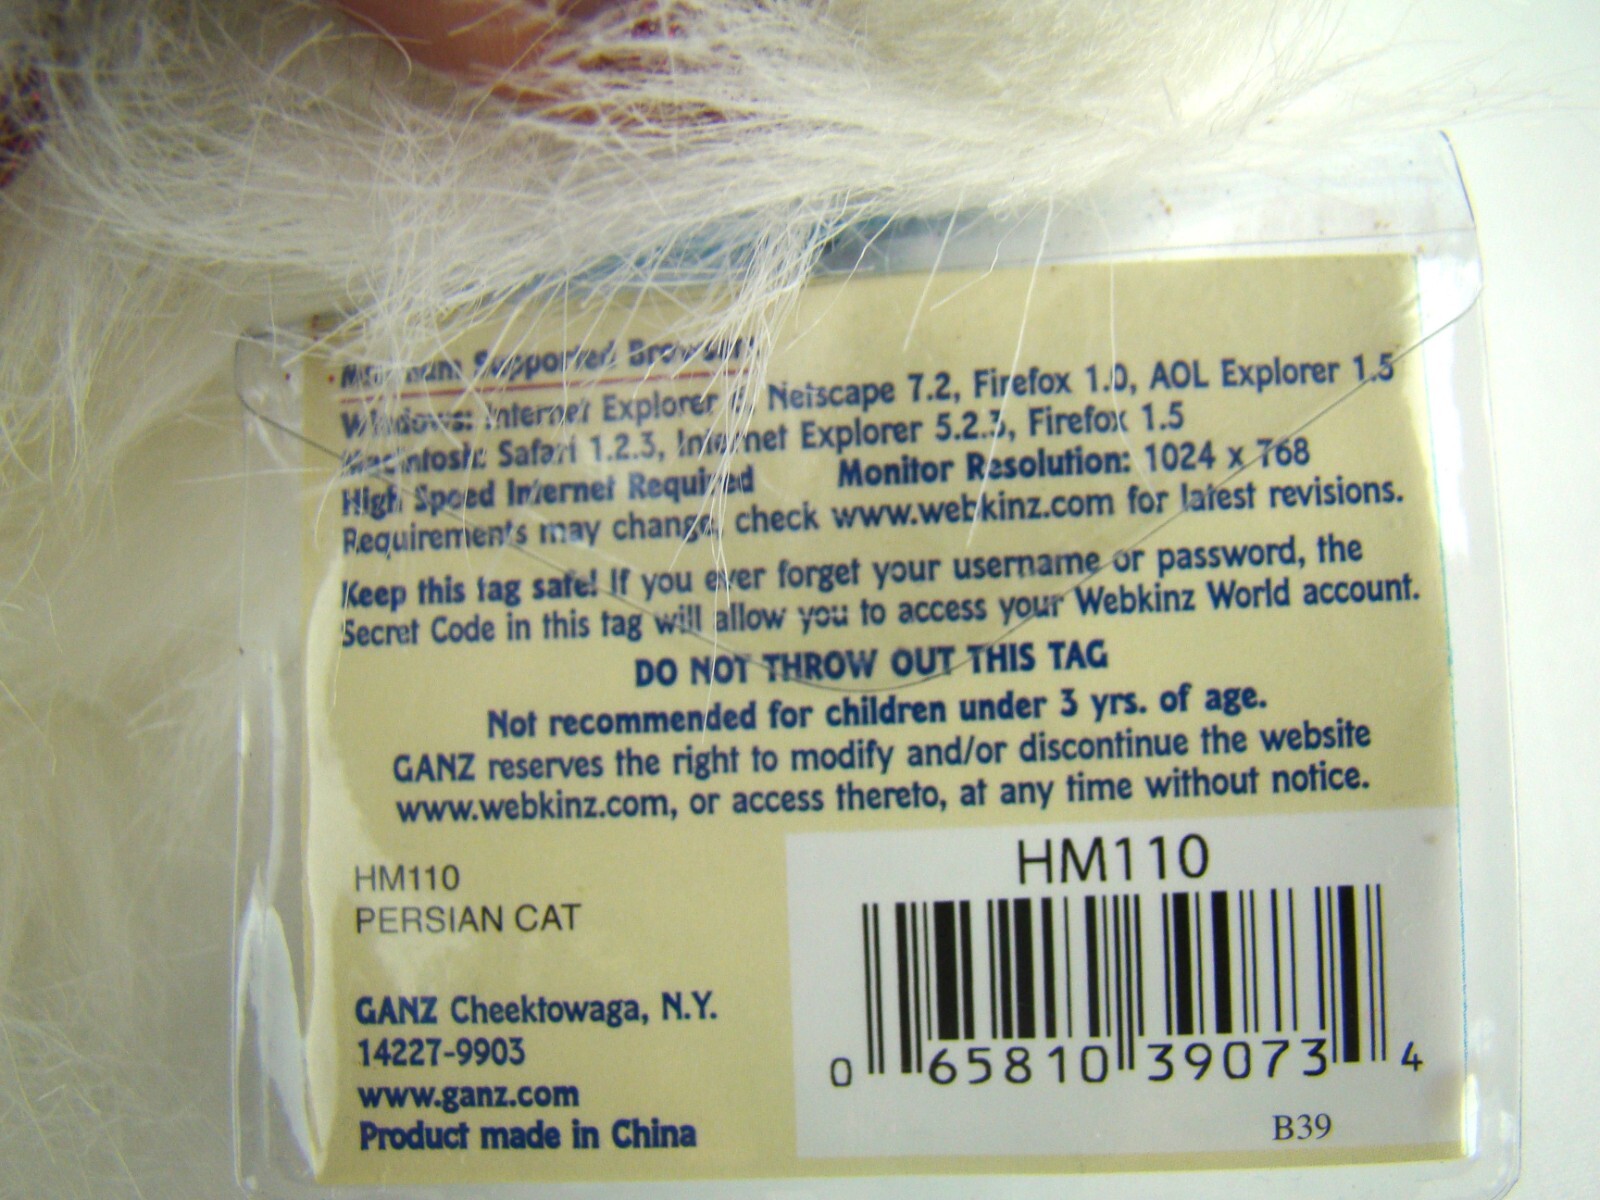 Minimum Supported Browsers
Windows: Internet Explorer 6, Netscape 7.2, Firefox 1.0, AOL Explorer 1.5
Macintosh: Safari 1.2.3, Internet Explorer 5.2.3, Firefox 1.5
High Speed Internet Required Monitor Resolution: 1024 x 768
Requirements may change, check www.webkinz.com for latest revisions.
Keep this tag safe! If you ever forget your username or password, the
Secret Code in this tag will allow you to access your Webkinz World account.
DO NOT THROW OUT THIS TAG
Not recommended for children under 3 yrs. of age.
GANZ reserves the right to modify and/or discontinue the website
www.webkinz.com, or access thereto, at any time without notice.
HM110
PERSIAN CAT
GANZ Cheektowaga, N.Y.
14227-9903
www.ganz.com
Product made in China
HM110
0 65810 39073 4
B39